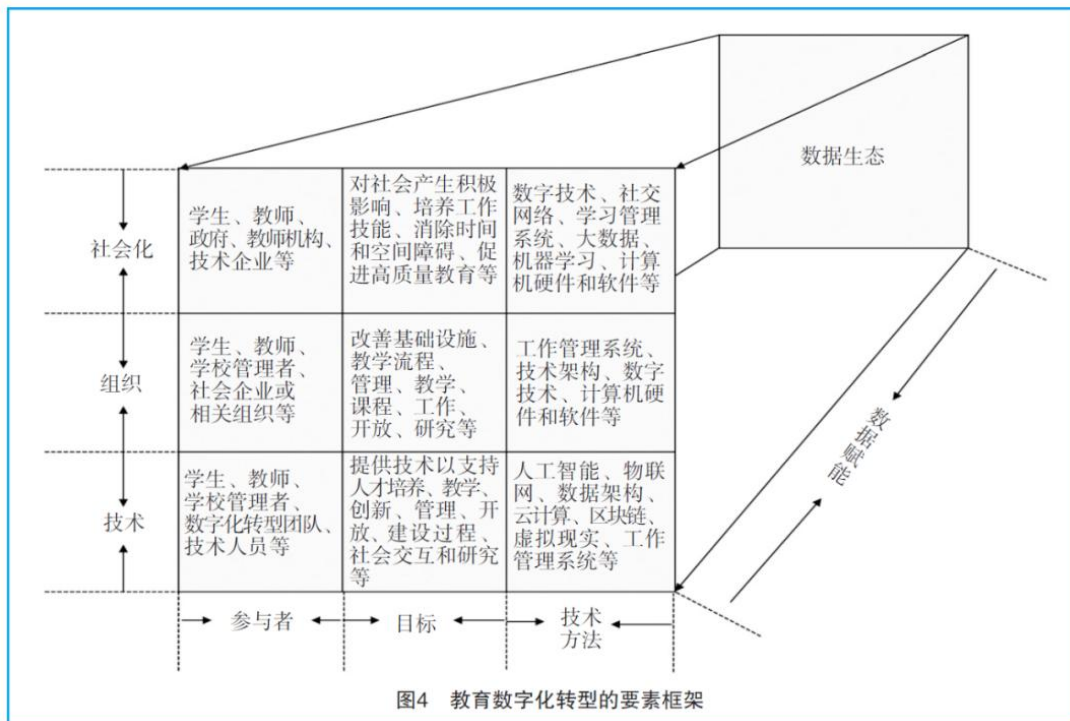 数据生态
社会化
学生、教师、
政府、教师机构、
技术企业等
对社会产生积极
影响、培养工作
技能、消除时间
和空间障碍、促
进高质量教育等
数字技术、社交
网络、学习管理
系统、大数据、
机器学习、计算
机硬件和软件等
组织
学生、教师、
学校管理者、
社会企业或
相关组织等
改善基础设施、
教学流程、
管理、教学、
课程、工作、
开放、研究等
工作管理系统、
技术架构、数字
技术、计算机硬
件和软件等
数据赋能
技术
学生、教师、
学校管理者、
数字化转型团队、
技术人员等
提供技术以支持
人才培养、教学、
创新、管理、开
放、建设过程、
社会交互和研究
等
人工智能、物联
网、数据架构、
云计算、区块链、
虚拟现实、工作
管理系统等
参与者
目标
技术
方法
图4 教育数字化转型的要素框架